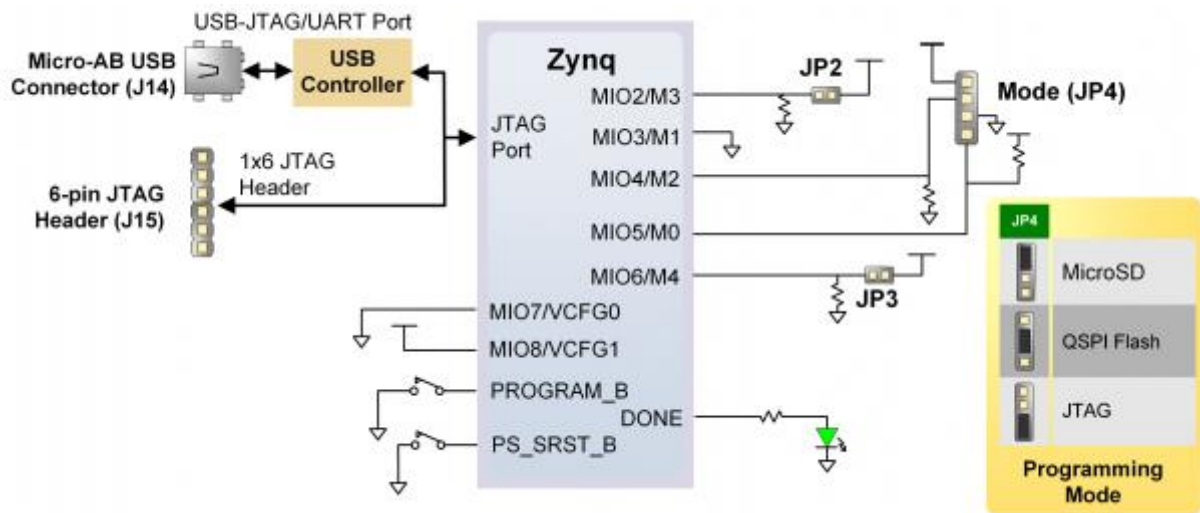 USB-JTAG/UART Port
Micro-AB USB
Connector (J14)
USB
Controller
1x6 JTAG
Header
6-pin JTAG
Header (J15)
Zynq
JTAG
Port
MIO2/M3
MIO3/M1
MIO4/M2
MIO5/M0
MIO6/M4
MIO7/VCFG0
MIO8/VCFG1
PROGRAM_B
DONE
PS_SRST_B
JP2
Mode (JP4)
JP3
JP4
MicroSD
QSPI Flash
JTAG
Programming
Mode